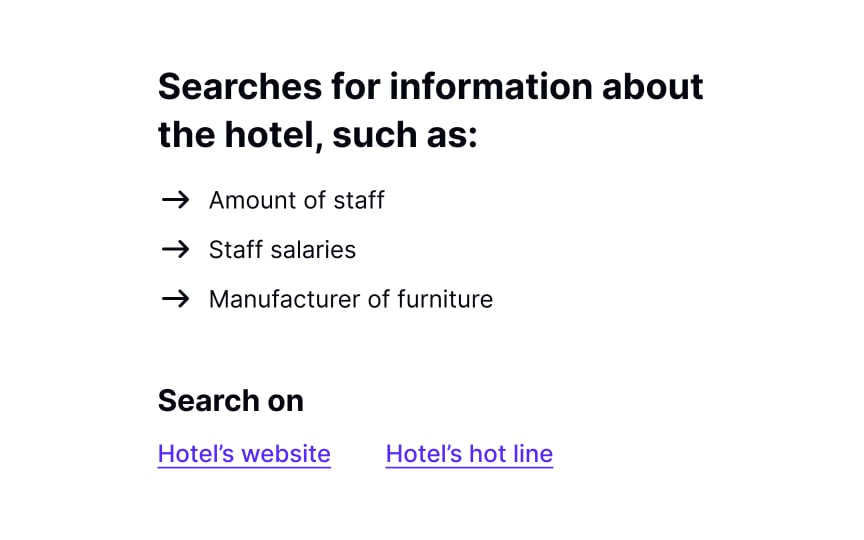 Searches for information about
the hotel, such as:
→ Amount of staff
→ Staff salaries
→ Manufacturer of furniture
Search on
Hotel’s website Hotel’s hot line